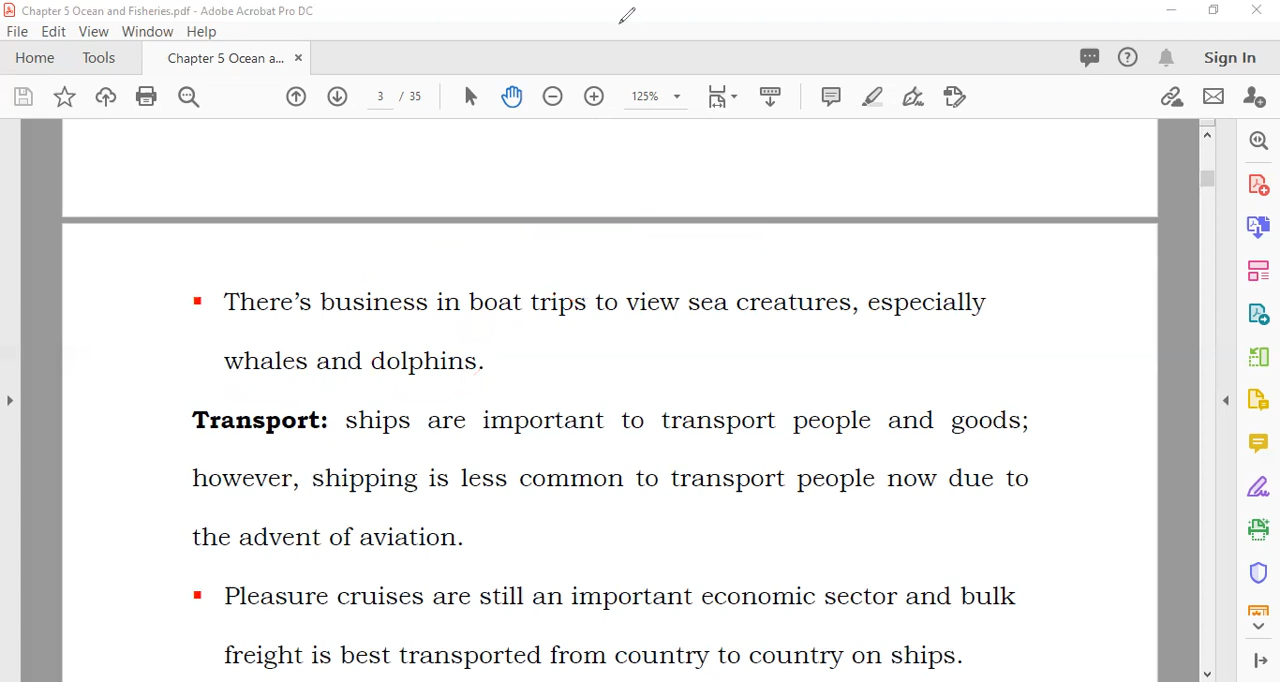 Chapter 5 Ocean and Fisheries.pdf - Adobe Acrobat Pro DC
File Edit View Window Help
Home Tools Chapter 5 Ocean a... × Sign In
3 / 35 125%
▪ There’s business in boat trips to view sea creatures, especially
whales and dolphins.
Transport: ships are important to transport people and goods;
however, shipping is less common to transport people now due to
the advent of aviation.
▪ Pleasure cruises are still an important economic sector and bulk
freight is best transported from country to country on ships.